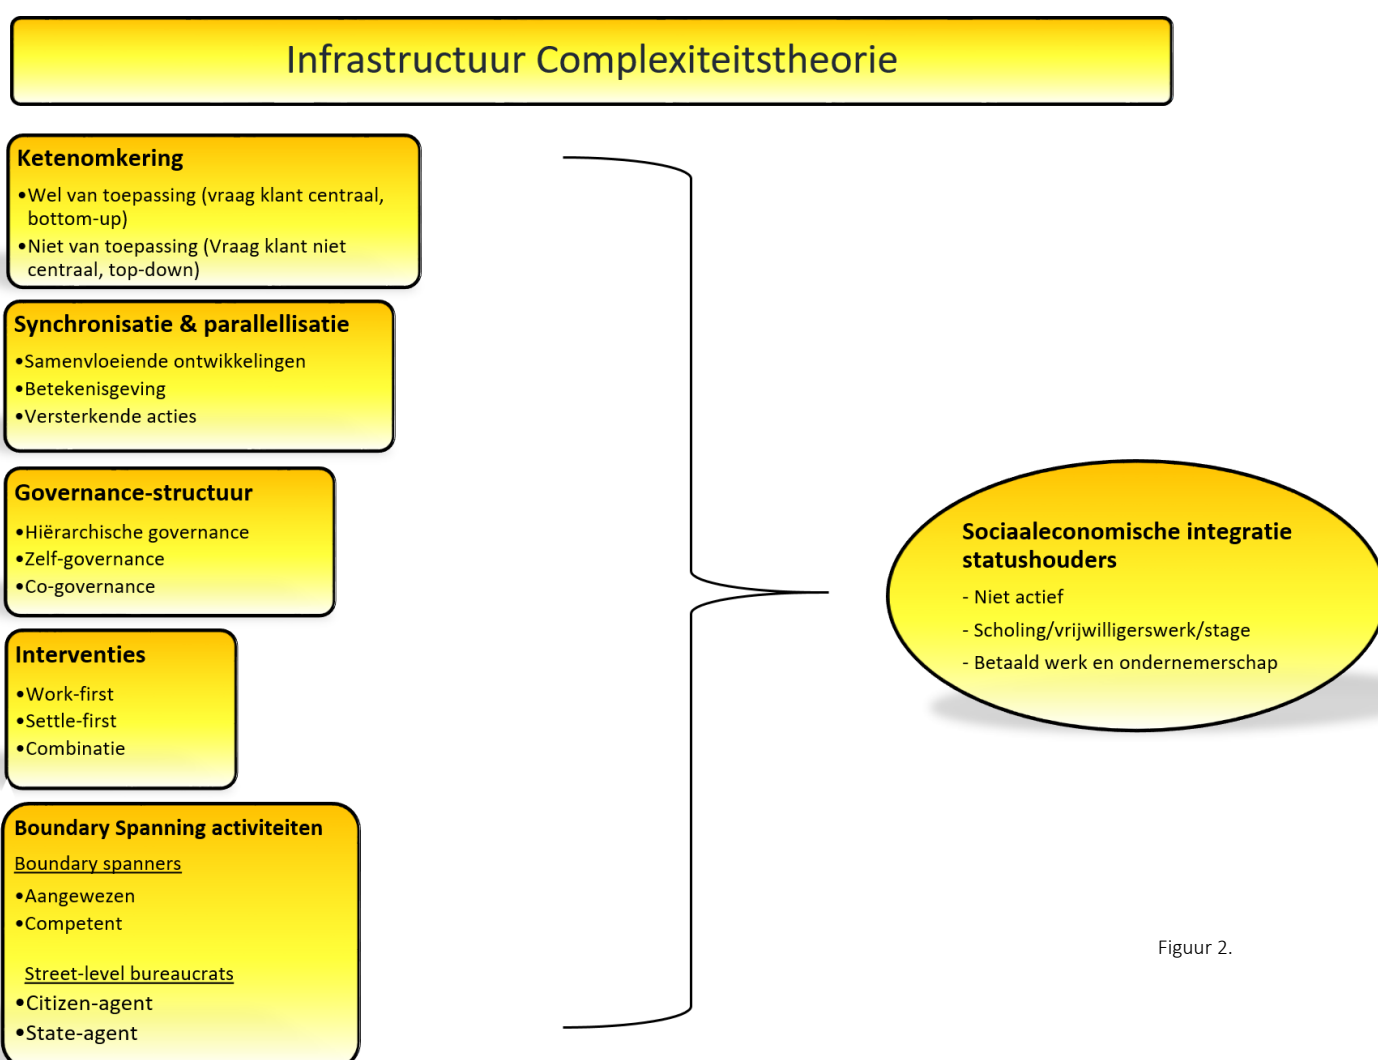 Infrastructuur Complexiteitstheorie
Ketenomkering
•Wel van toepassing (vraag klant centraal,
bottom-up)
•Niet van toepassing (Vraag klant niet
centraal, top-down)
Synchronisatie & parallellisatie
•Samenvloeiende ontwikkelingen
•Betekenisgeving
•Versterkende acties
Governance-structuur
•Hiërarchische governance
•Zelf-governance
•Co-governance
Interventies
•Work-first
•Settle-first
•Combinatie
Boundary Spanning activiteiten
Boundary spanners
•Aangewezen
•Competent
Street-level bureaucrats
•Citizen-agent
•State-agent
Sociaaleconomische integratie
statushouders
- Niet actief
- Scholing/vrijwilligerswerk/stage
- Betaald werk en ondernemerschap
Figuur 2.